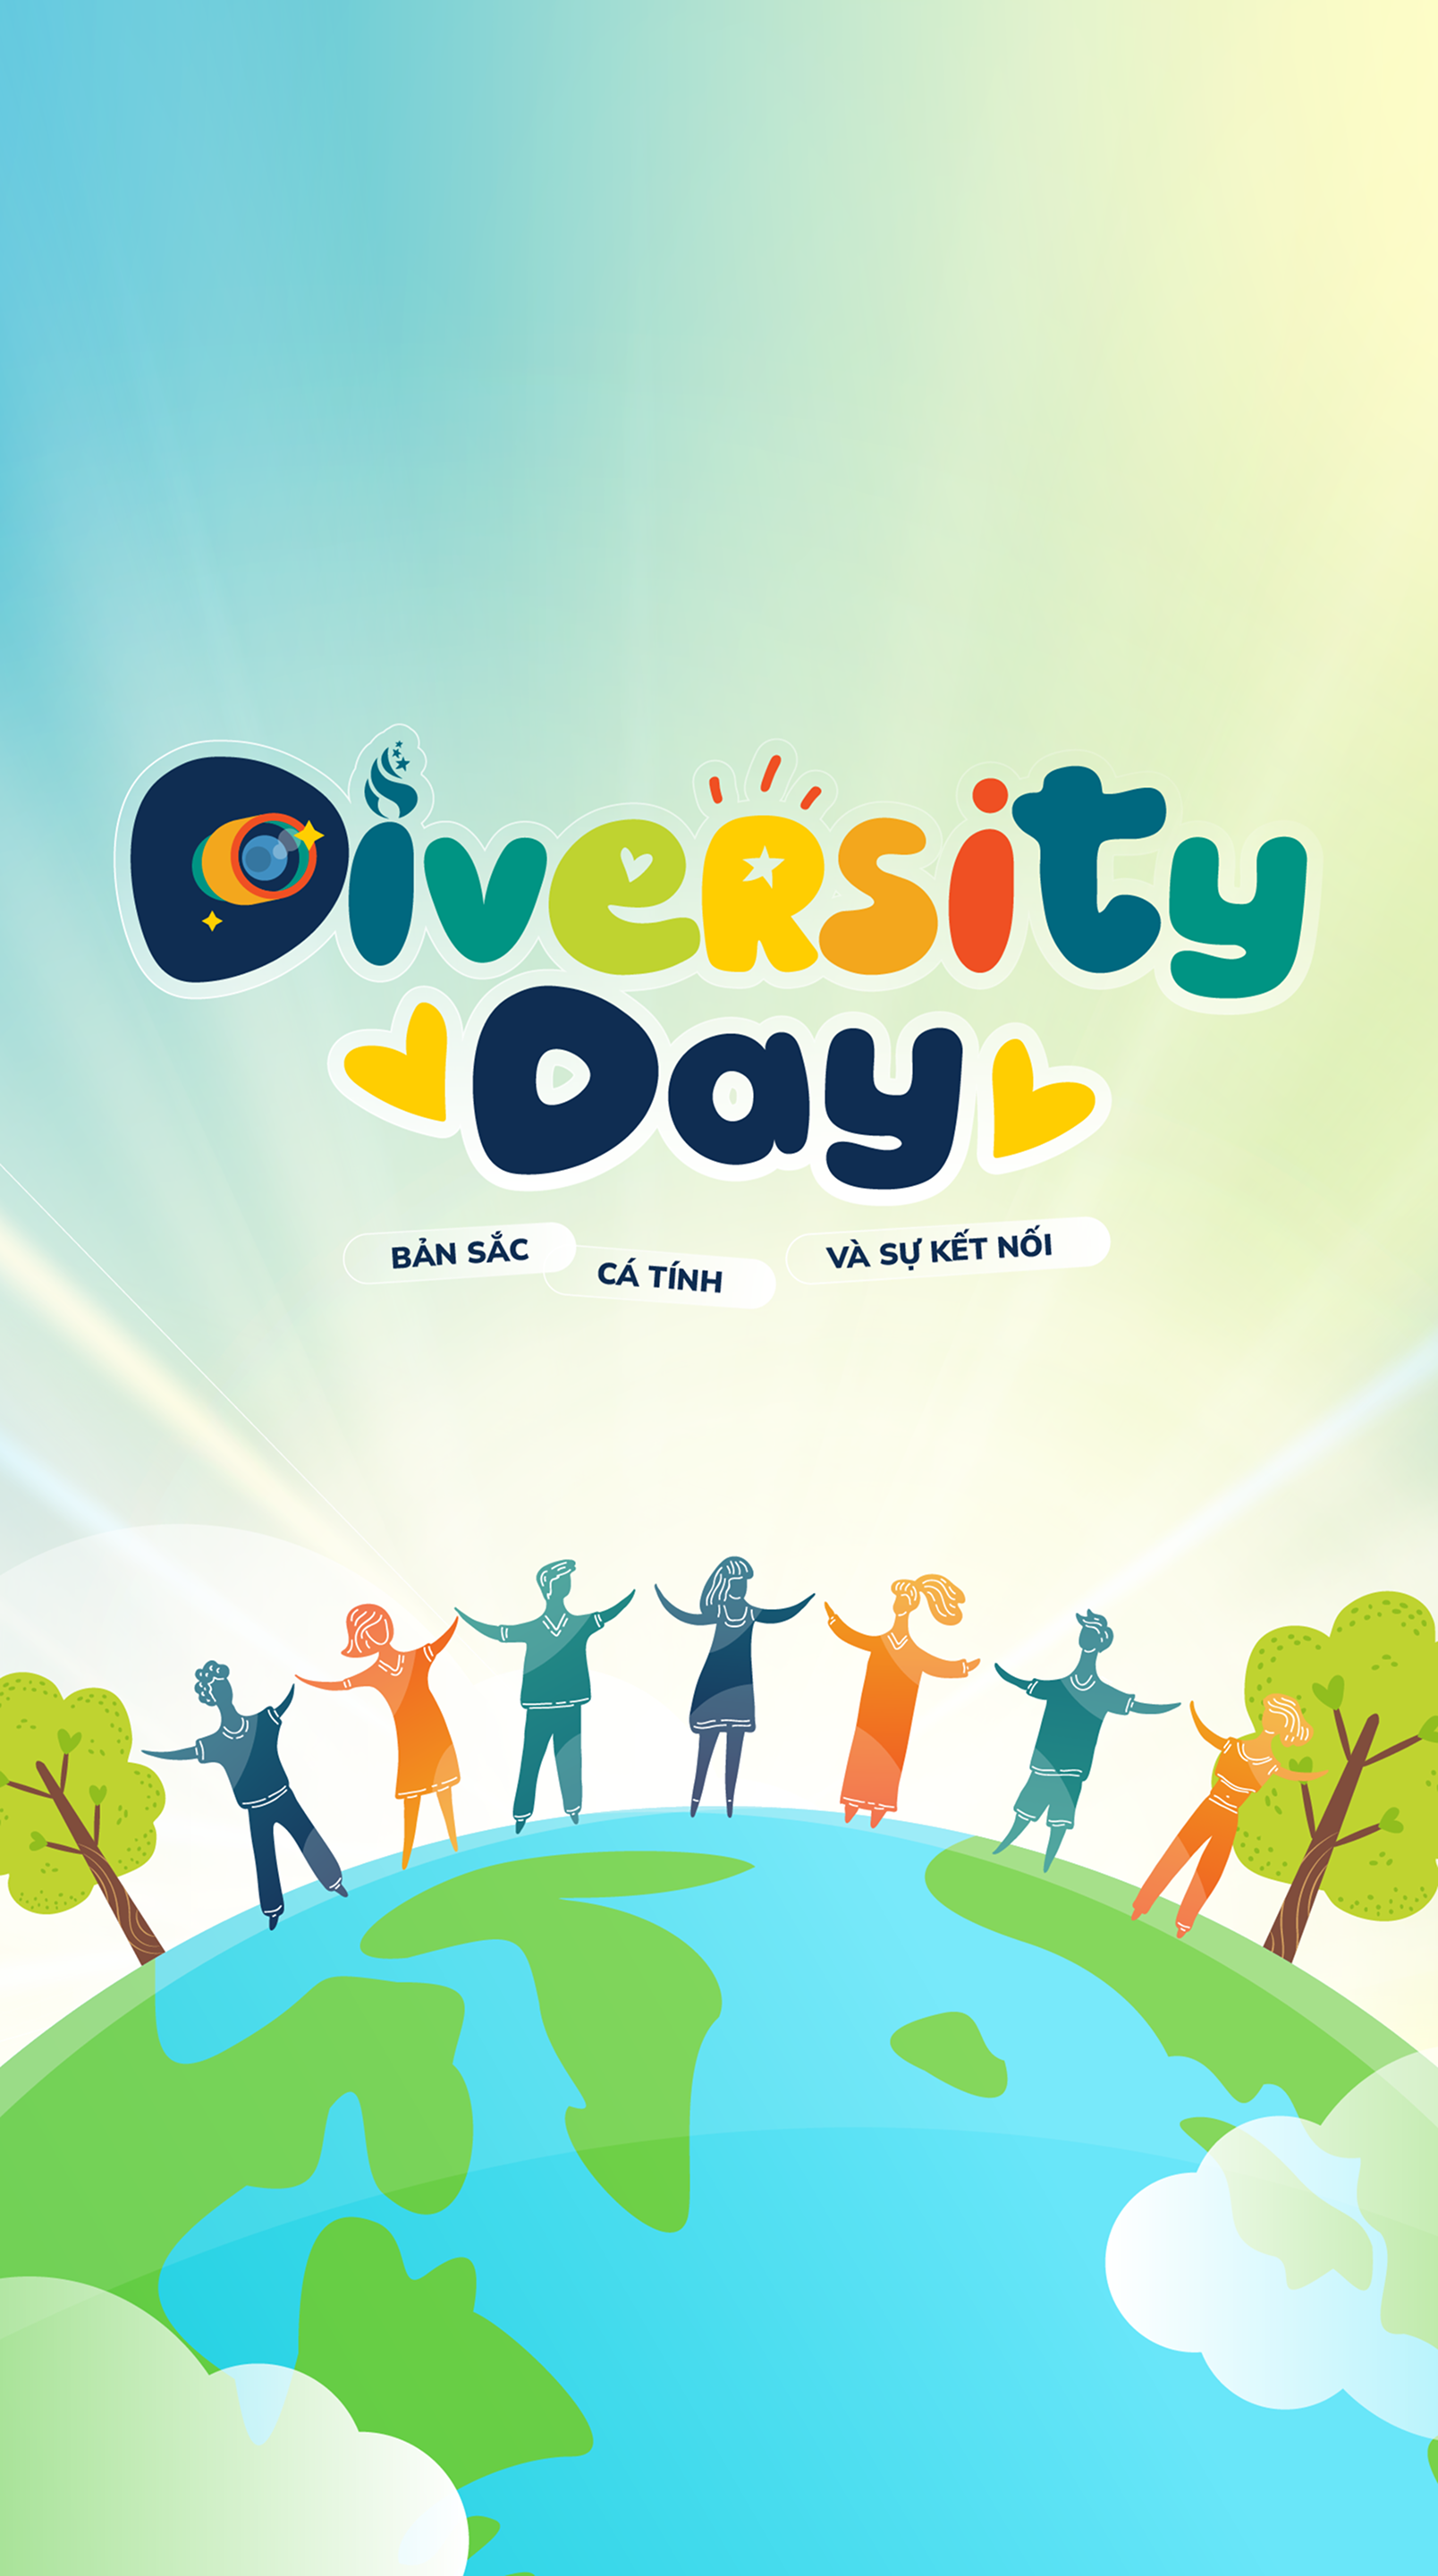 Diversity
Day
BẢN SẮC
CÁ TÍNH
VÀ SỰ KẾT NỐI